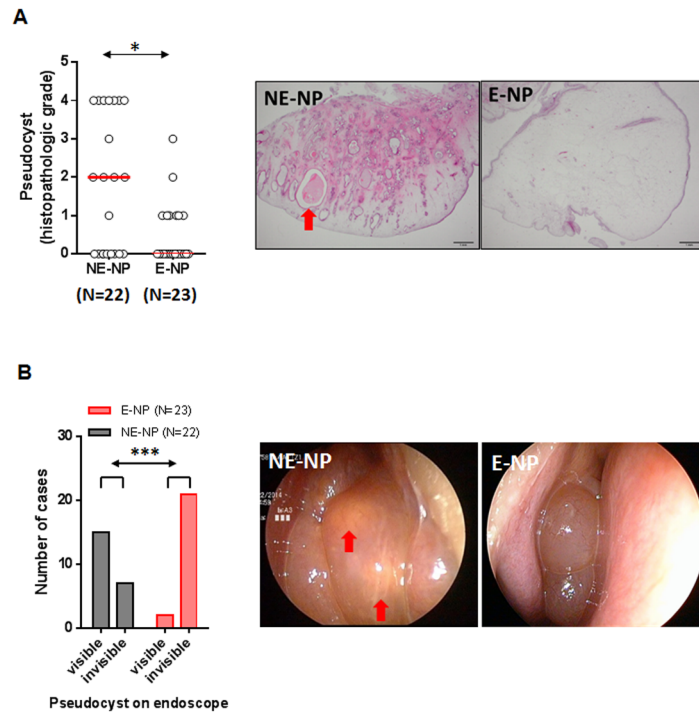 A
*
5
4
3
2
1
0
Pseudocyst
(histopathologic grade)
NE-NP E-NP
(N=22) (N=23)
NE-NP
E-NP
B
E-NP (N=23)
NE-NP (N=22)
***
30
20
10
0
Number of cases
visible invisible visible invisible
Pseudocyst on endoscope
NE-NP
E-NP